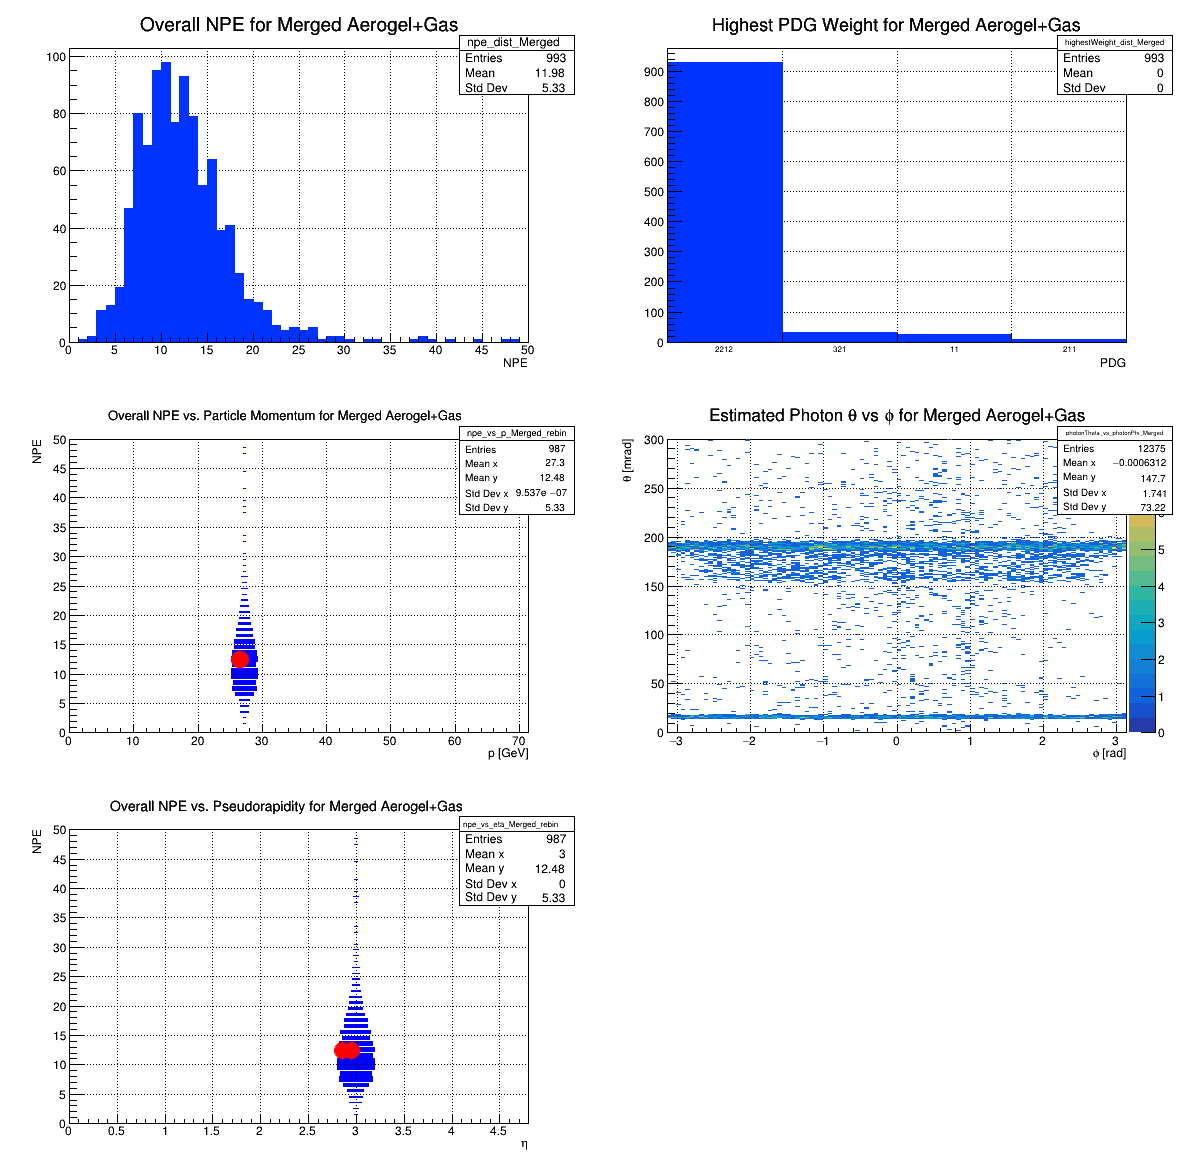 Overall NPE for Merged Aerogel+Gas
npe_dist_Merged
Entries 993
Mean 11.98
Std Dev 5.33
100
80
60
40
20
0
0 5 10 15 20 25 30 35 40 45 50
NPE
Highest PDG Weight for Merged Aerogel+Gas
highestWeight_dist_Merged
Entries 993
Mean 0
Std Dev 0
900
800
700
600
500
400
300
200
100
0
2212 321 11 211
PDG
Overall NPE vs. Particle Momentum for Merged Aerogel+Gas
npe_vs_p_Merged_rebin
Entries 987
Mean x 27.3
Mean y 12.48
Std Dev x 9.537e −07
Std Dev y 5.33
NPE
50
45
40
35
30
25
20
15
10
5
0
0 10 20 30 40 50 60 70
p [GeV]
Estimated Photon θ vs ϕ for Merged Aerogel+Gas
photonTheta_vs_photonPhi_Merged
Entries 12375
Mean x −0.0006312
Mean y 147.7
Std Dev x 1.741
Std Dev y 73.22
θ [mrad]
300
250
200
150
100
50
0
−3 −2 −1 0 1 2 3
ϕ [rad]
5
4
3
2
1
0
Overall NPE vs. Pseudorapidity for Merged Aerogel+Gas
npe_vs_eta_Merged_rebin
Entries 987
Mean x 3
Mean y 12.48
Std Dev x 0
Std Dev y 5.33
NPE
50
45
40
35
30
25
20
15
10
5
0
0 0.5 1 1.5 2 2.5 3 3.5 4 4.5
η